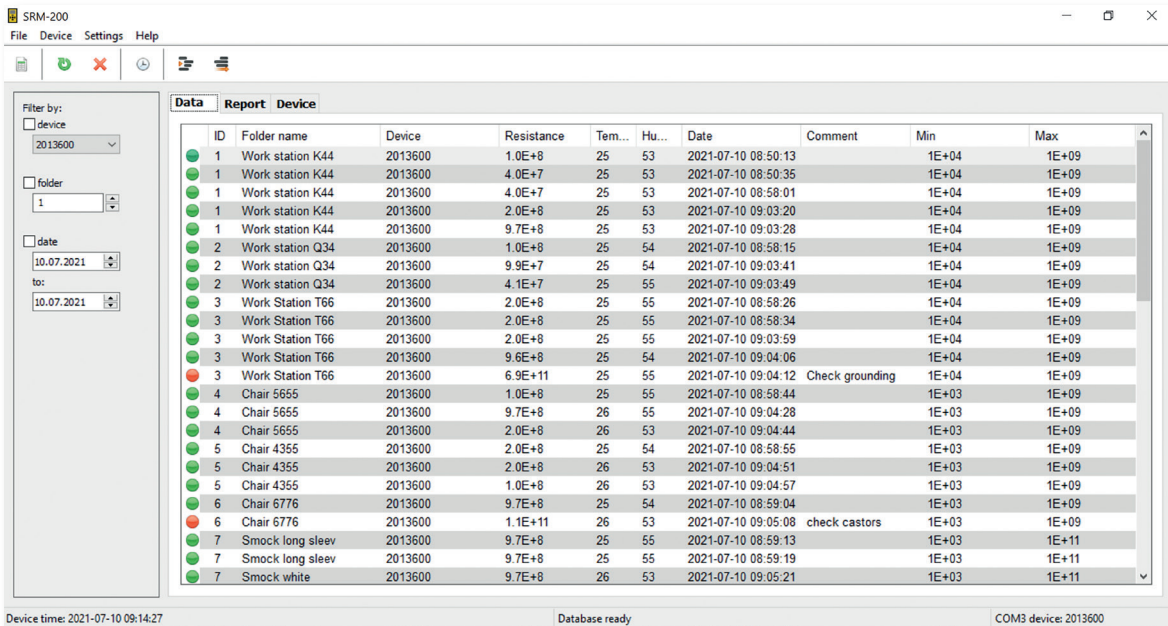 SRM-200
File Device Settings Help
Filter by:
device
2013600
folder
1
date
10.07.2021
to:
10.07.2021
Data Report Device
ID Folder name Device Resistance Tem... Hu... Date Comment Min Max
1 Work station K44 2013600 1.0E+8 25 53 2021-07-10 08:50:13 1E+04 1E+09
1 Work station K44 2013600 4.0E+7 25 53 2021-07-10 08:50:35 1E+04 1E+09
1 Work station K44 2013600 4.0E+7 25 53 2021-07-10 08:58:01 1E+04 1E+09
1 Work station K44 2013600 2.0E+8 25 53 2021-07-10 09:03:20 1E+04 1E+09
1 Work station K44 2013600 9.7E+8 25 53 2021-07-10 09:03:28 1E+04 1E+09
2 Work station Q34 2013600 1.0E+8 25 54 2021-07-10 08:58:15 1E+04 1E+09
2 Work station Q34 2013600 9.9E+7 25 54 2021-07-10 09:03:41 1E+04 1E+09
2 Work station Q34 2013600 4.1E+7 25 55 2021-07-10 09:03:49 1E+04 1E+09
3 Work Station T66 2013600 2.0E+8 25 55 2021-07-10 08:58:26 1E+04 1E+09
3 Work Station T66 2013600 2.0E+8 25 55 2021-07-10 08:58:34 1E+04 1E+09
3 Work Station T66 2013600 2.0E+8 25 55 2021-07-10 09:03:59 1E+04 1E+09
3 Work Station T66 2013600 9.6E+8 25 54 2021-07-10 09:04:06 1E+04 1E+09
3 Work Station T66 2013600 6.9E+11 25 55 2021-07-10 09:04:12 Check grounding 1E+04 1E+09
4 Chair 5655 2013600 1.0E+8 25 55 2021-07-10 08:58:44 1E+03 1E+09
4 Chair 5655 2013600 9.7E+8 26 55 2021-07-10 09:04:28 1E+03 1E+09
4 Chair 5655 2013600 2.0E+8 26 53 2021-07-10 09:04:44 1E+03 1E+09
5 Chair 4355 2013600 2.0E+8 25 54 2021-07-10 08:58:55 1E+03 1E+09
5 Chair 4355 2013600 2.0E+8 26 53 2021-07-10 09:04:51 1E+03 1E+09
5 Chair 4355 2013600 1.0E+8 26 53 2021-07-10 09:04:57 1E+03 1E+09
6 Chair 6776 2013600 9.7E+8 25 54 2021-07-10 08:59:04 1E+03 1E+09
6 Chair 6776 2013600 1.1E+11 26 53 2021-07-10 09:05:08 check castors 1E+03 1E+09
7 Smock long sleev 2013600 9.7E+8 25 55 2021-07-10 08:59:13 1E+03 1E+11
7 Smock long sleev 2013600 9.7E+8 25 55 2021-07-10 08:59:19 1E+03 1E+11
7 Smock white 2013600 9.7E+8 26 53 2021-07-10 09:05:21 1E+03 1E+11
Device time: 2021-07-10 09:14:27 Database ready COM3 device: 2013600